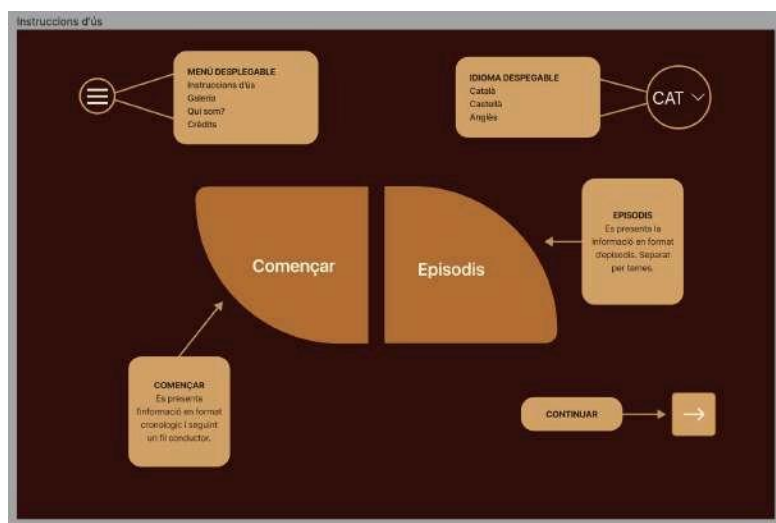 Instruccions d'ús
MENÚ DESPLEGABLE
Instruccions d'ús
Galeria
Qui som?
Crèdits
IDIOMA DESPEGABLE
Català
Castellà
Anglès
CAT
Començar
Episodis
EPISODIS
Es presenta la
informació en format
d'episodis. Separat
per temes.
COMENÇAR
Es presenta
l'informació en format
cronologic i seguint
un fil conductor.
CONTINUAR